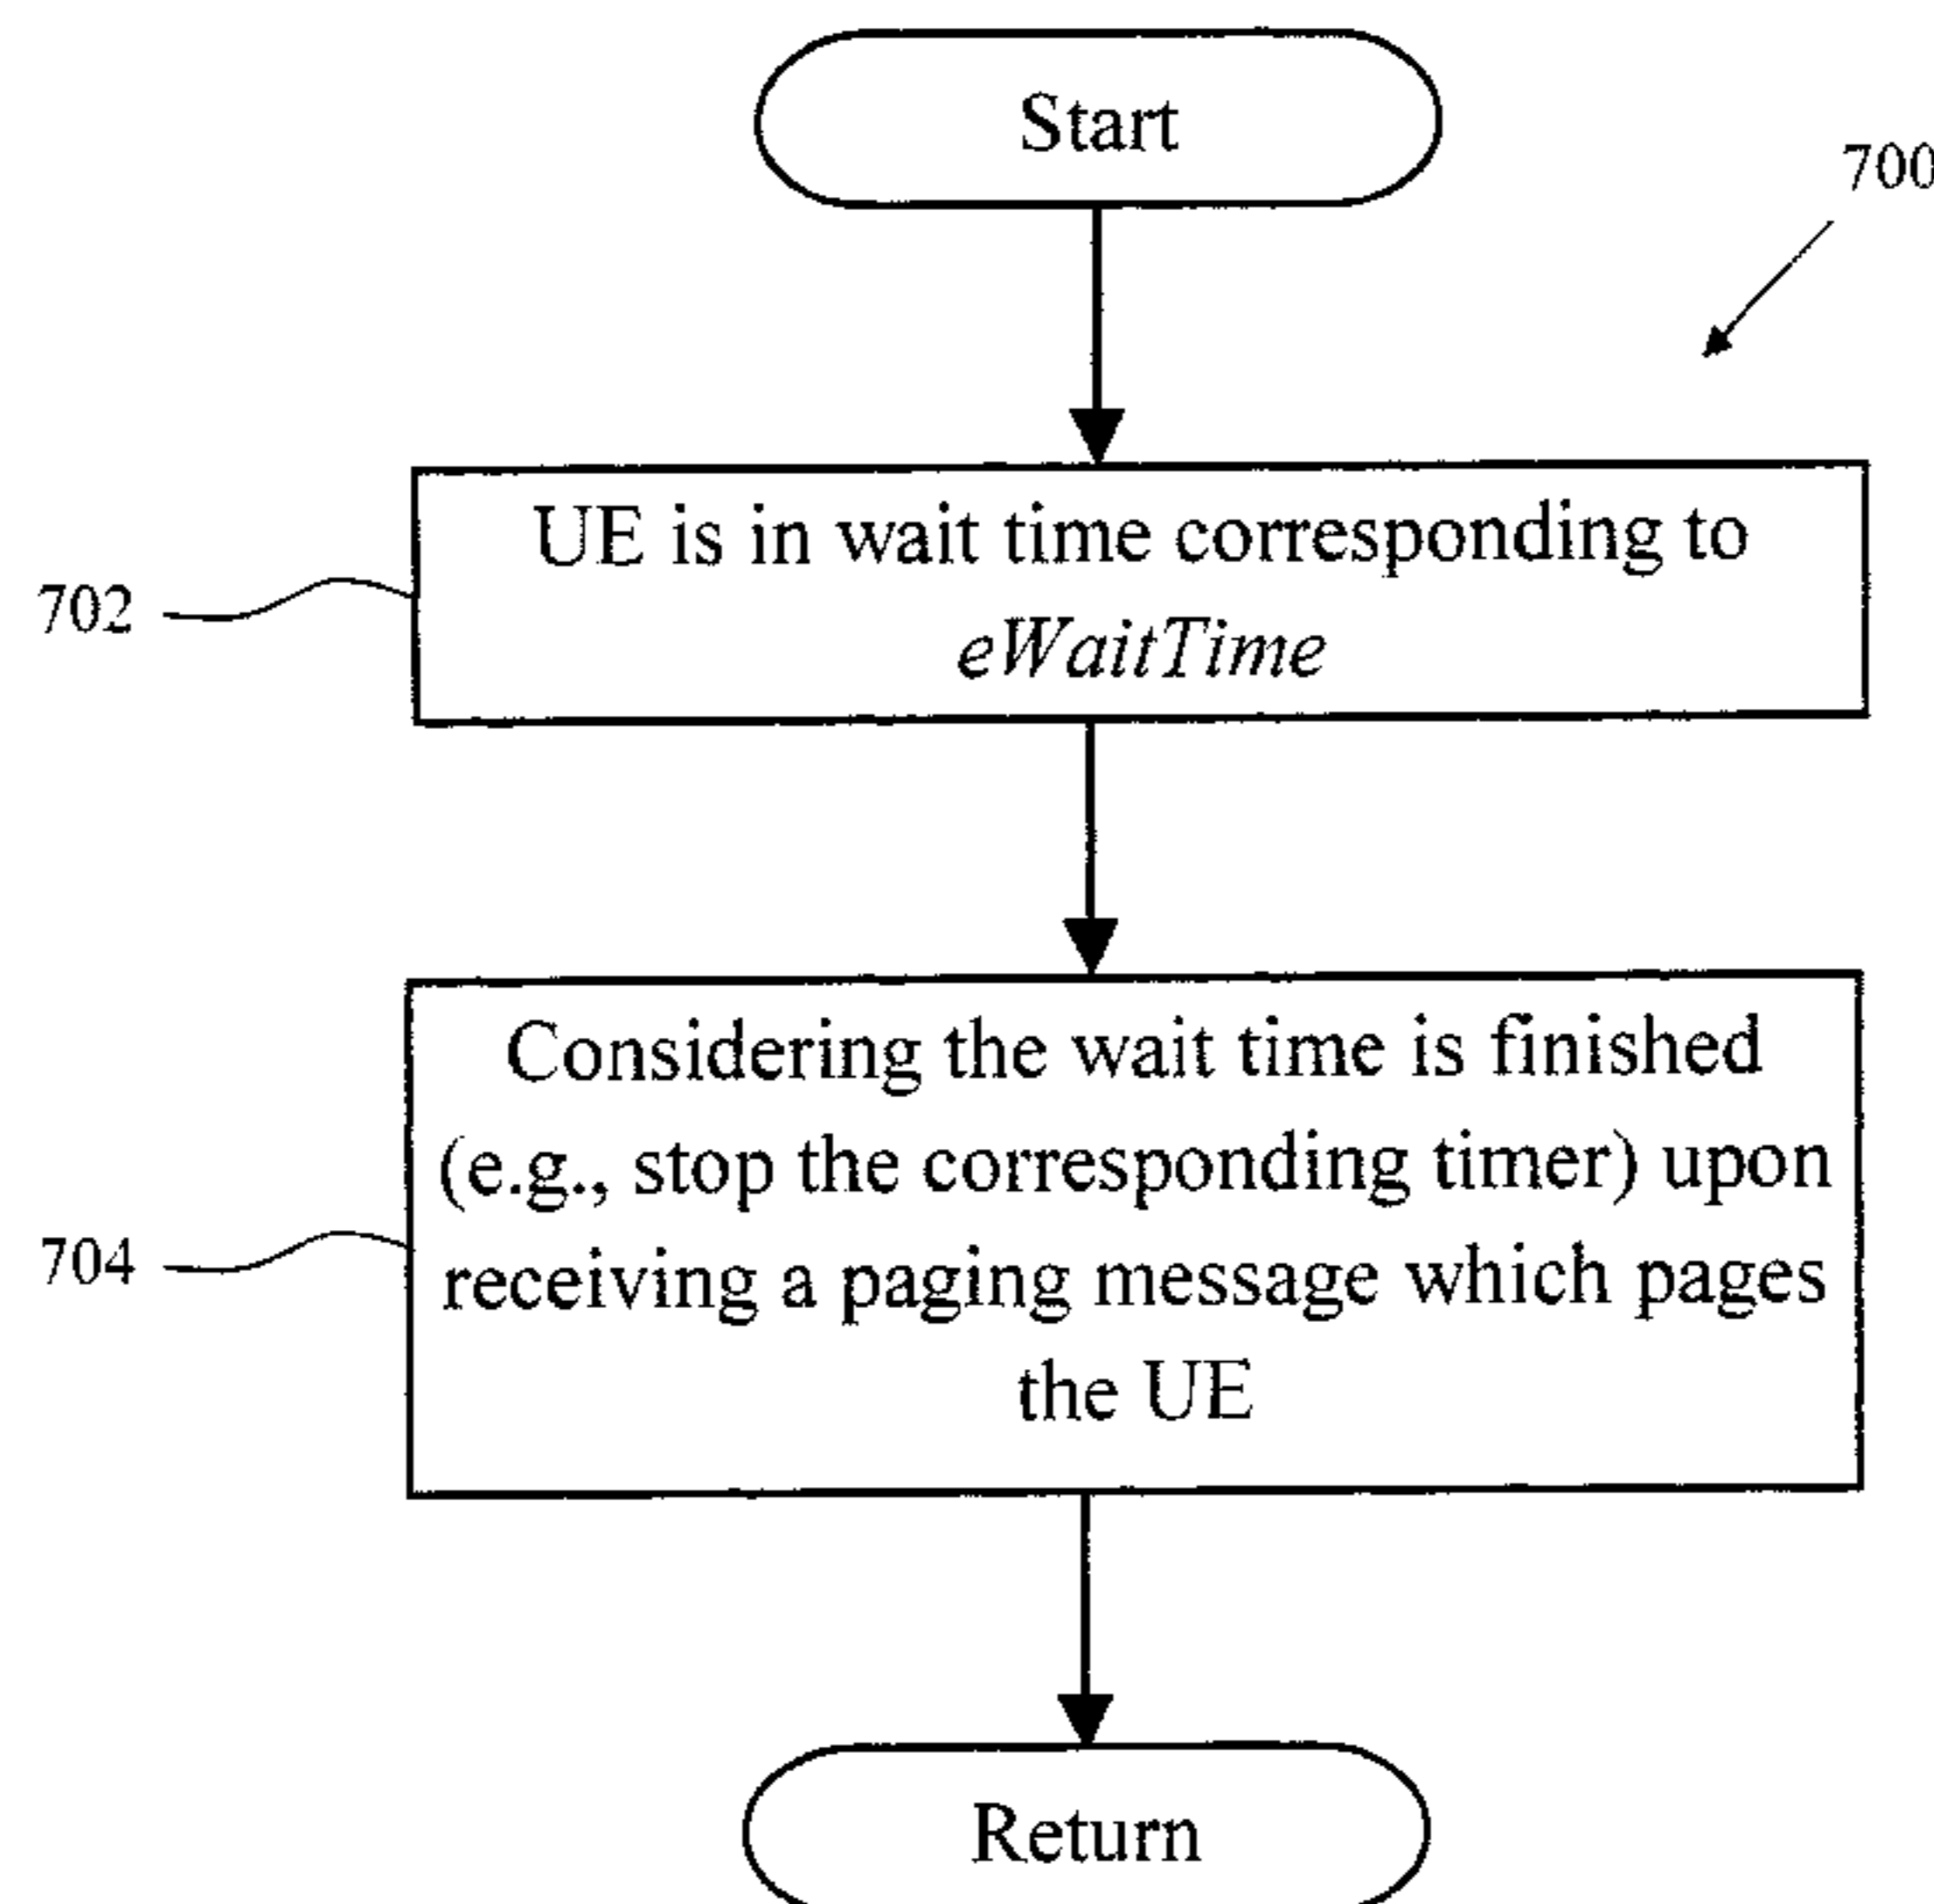 Start
700
UE is in wait time corresponding to
eWaitTime
702
Considering the wait time is finished
(e.g., stop the corresponding timer) upon
receiving a paging message which pages
the UE
704
Return